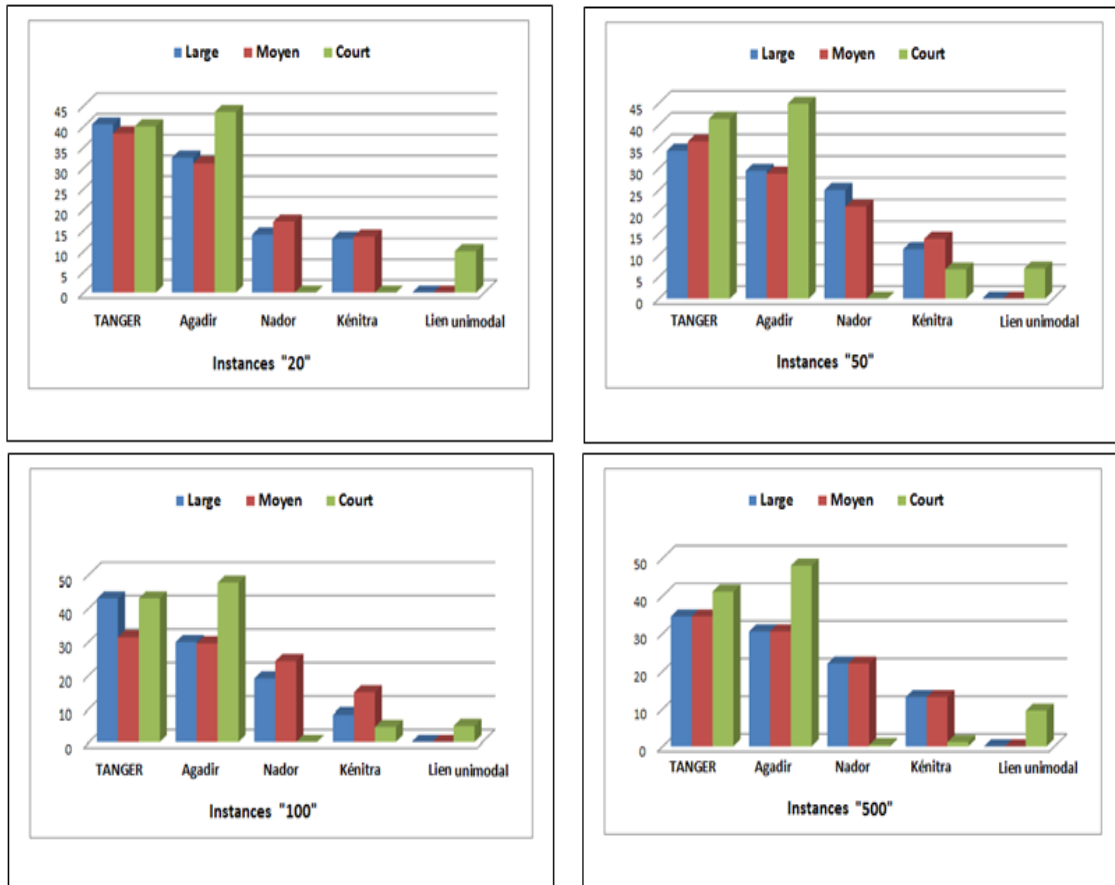 Large Moyen Court
45
40
35
30
25
20
15
10
5
0
TANGER Agadir Nador Kénitra Lien unimodal
Instances "20"
Large Moyen Court
45
40
35
30
25
20
15
10
5
0
TANGER Agadir Nador Kénitra Lien unimodal
Instances "50"
Large Moyen Court
50
40
30
20
10
0
TANGER Agadir Nador Kénitra Lien unimodal
Instances "100"
Large Moyen Court
50
40
30
20
10
0
TANGER Agadir Nador Kénitra Lien unimodal
Instances "500"